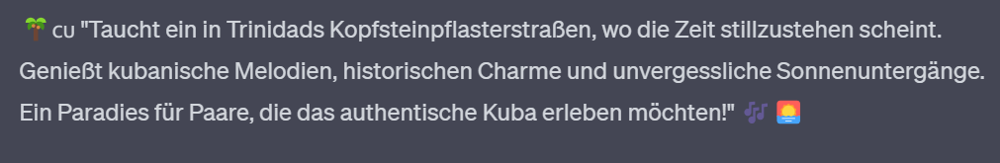 🌴 CU "Taucht ein in Trinidads Kopfsteinpflasterstraßen, wo die Zeit stillzustehen scheint.
Genießt kubanische Melodien, historischen Charme und unvergessliche Sonnenuntergänge.
Ein Paradies für Paare, die das authentische Kuba erleben möchten!" 🎶 🌅